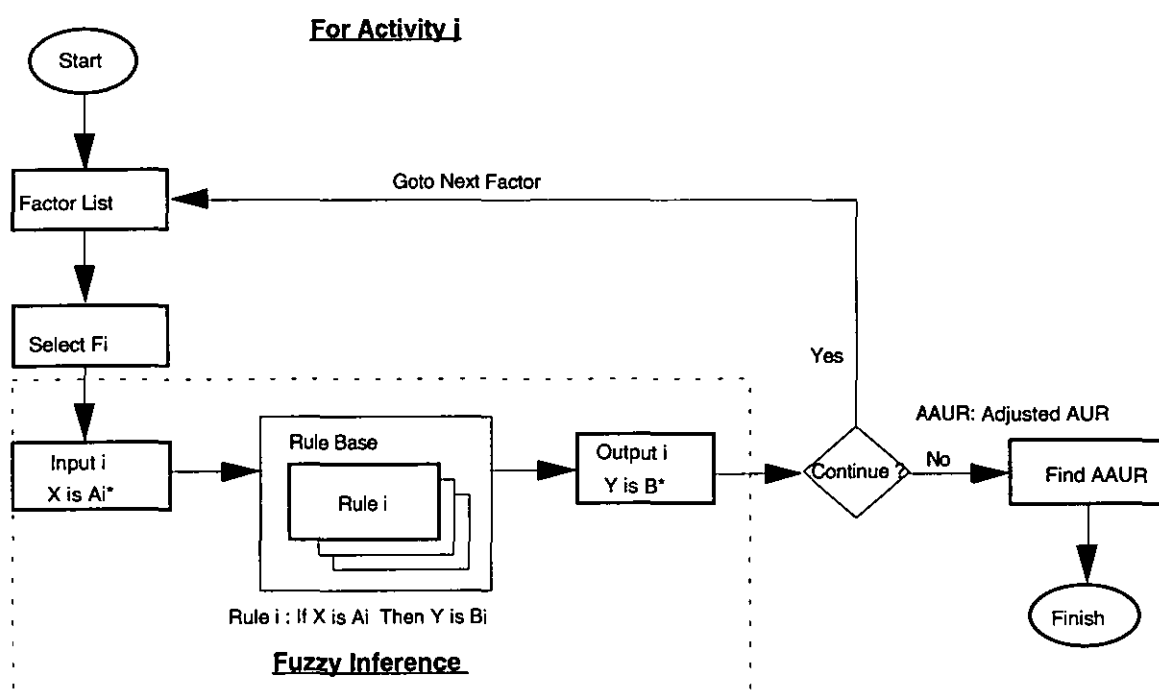 For Activity j
Start
Factor List
Goto Next Factor
Select Fi
Yes
AAUR: Adjusted AUR
Input i
X is Ai*
Rule Base
Rule i
Output i
Y is B*
Continue ?
No
Find AAUR
Rule i : If X is Ai Then Y is Bi
Finish
Fuzzy Inference